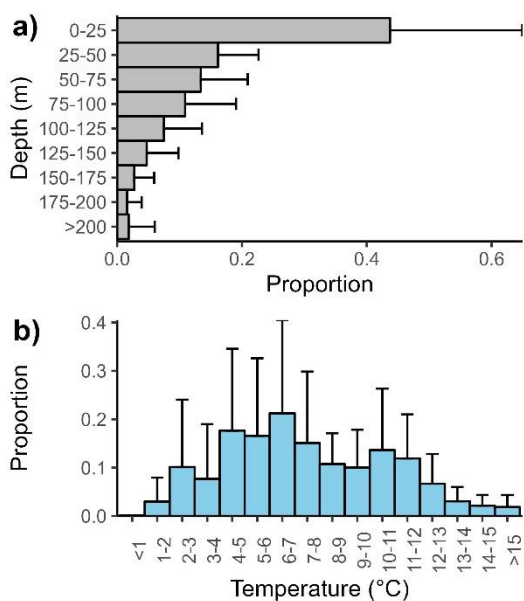 a)
Depth (m)
0-25
25-50
50-75
75-100
100-125
125-150
150-175
175-200
>200
0.0 0.2 0.4 0.6
Proportion
b)
Proportion
0.4
0.3
0.2
0.1
0.0
<1 1-2 2-3 3-4 4-5 5-6 6-7 7-8 8-9 9-10 10-11 11-12 12-13 13-14 14-15 >15
Temperature (°C)